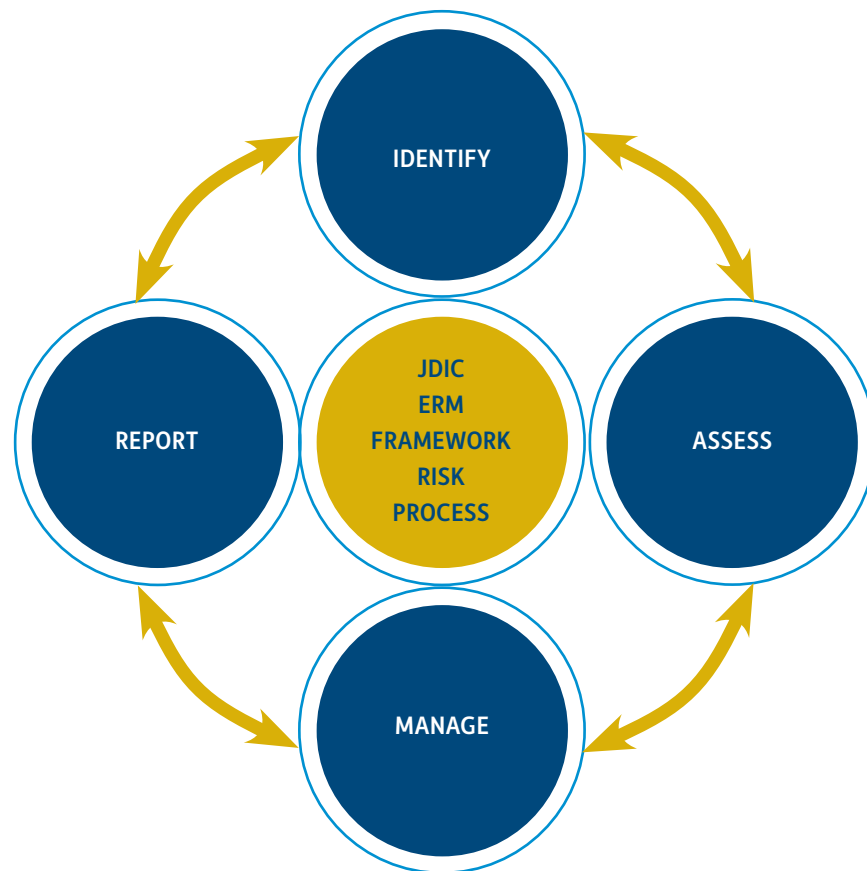 IDENTIFY
REPORT
JDIC
ERM
FRAMEWORK
RISK
PROCESS
ASSESS
MANAGE